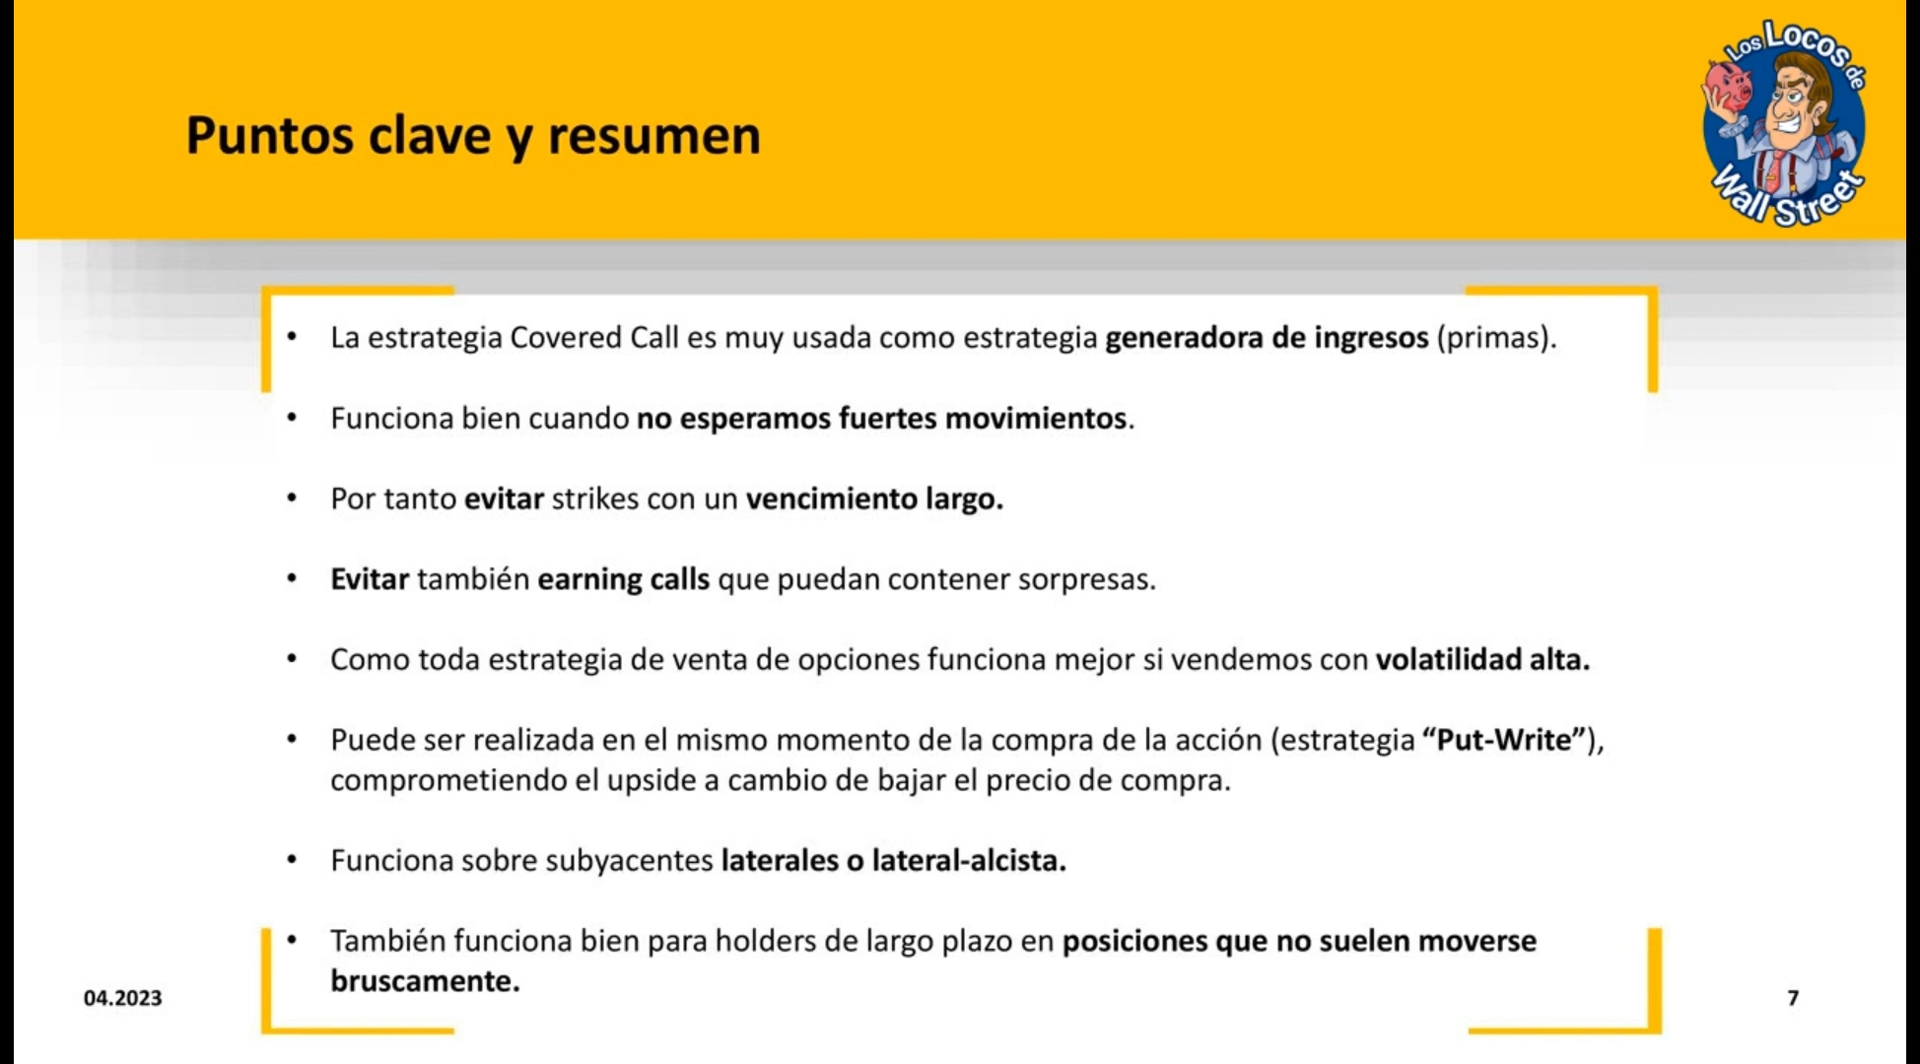 Los Locos de
Wall Street
Puntos clave y resumen
• La estrategia Covered Call es muy usada como estrategia generadora de ingresos (primas).
• Funciona bien cuando no esperamos fuertes movimientos.
• Por tanto evitar strikes con un vencimiento largo.
• Evitar también earning calls que puedan contener sorpresas.
• Como toda estrategia de venta de opciones funciona mejor si vendemos con volatilidad alta.
• Puede ser realizada en el mismo momento de la compra de la acción (estrategia “Put-Write”),
comprometiendo el upside a cambio de bajar el precio de compra.
• Funciona sobre subyacentes laterales o lateral-alcista.
• También funciona bien para holders de largo plazo en posiciones que no suelen moverse
bruscamente.
04.2023
7